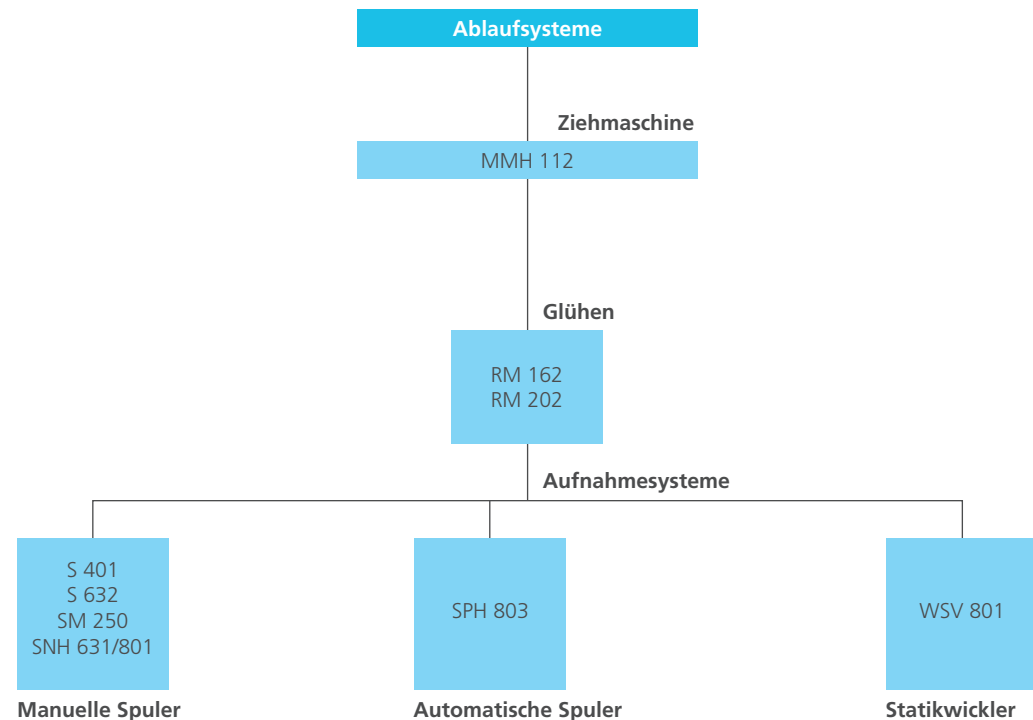 Ablaufsysteme
Ziehmaschine
MMH 112
Glühen
RM 162
RM 202
Aufnahmesysteme
S 401
S 632
SM 250
SNH 631/801
Manuelle Spuler
SPH 803
Automatische Spuler
WSV 801
Statikwickler